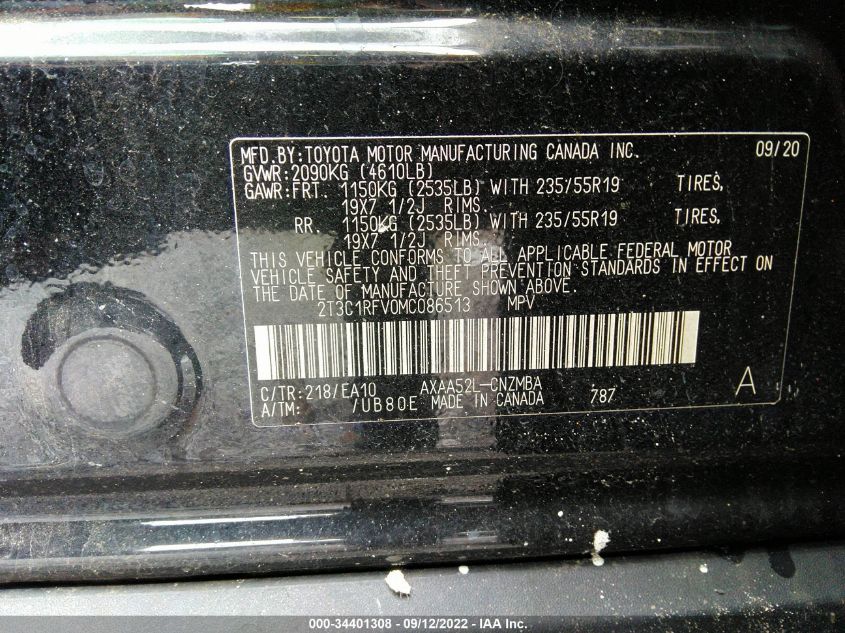 MFD.BY:TOYOTA MOTOR MANUFACTURING CANADA INC. 09/20
GVWR:2090KG (4610LB)
GAWR:FRT. 1150KG (2535LB) WITH 235/55R19 TIRES,
19X7 1/2J RIMS.
RR. 1150KG (2535LB) WITH 235/55R19 TIRES,
19X7 1/2J RIMS.
THIS VEHICLE CONFORMS TO ALL APPLICABLE FEDERAL MOTOR
VEHICLE SAFETY AND THEFT PREVENTION STANDARDS IN EFFECT ON
THE DATE OF MANUFACTURE SHOWN ABOVE.
2T3C1RFV0MC086513 MPV
C/TR:218/EA10 AXAA52L-CNZMBA A
A/TM: /UB80E MADE IN CANADA 787
000-34401308 - 09/12/2022 - IAA Inc.